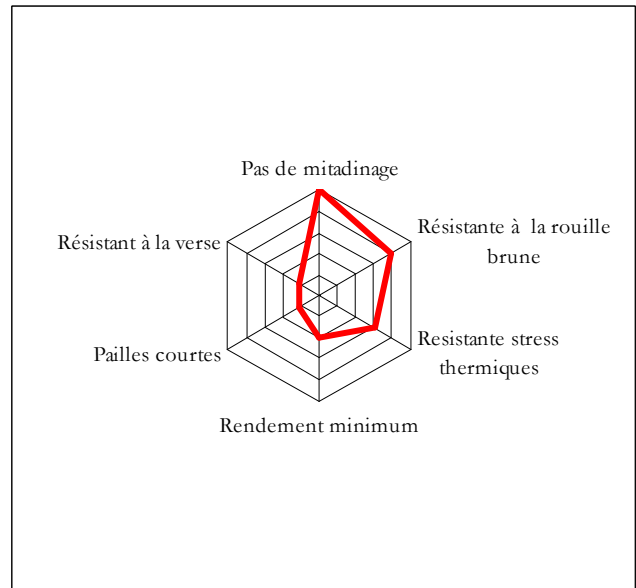 Pas de mitadinage
Résistante à la rouille
brune
Resistante stress
thermiques
Rendement minimum
Pailles courtes
Résistant à la verse